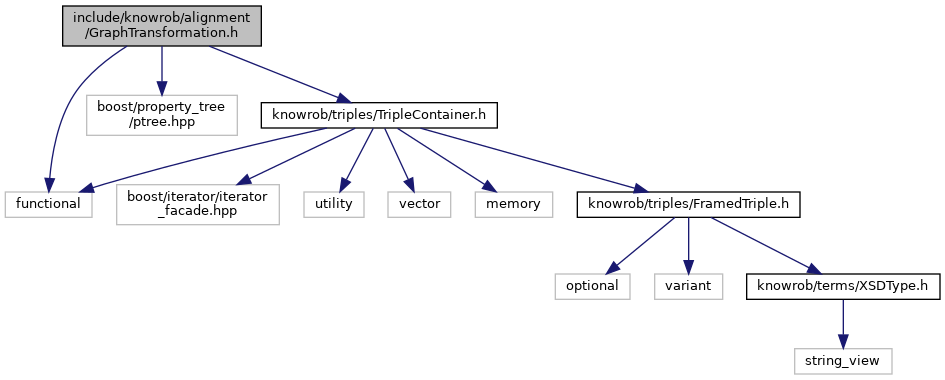 include/knowrob/alignment
/GraphTransformation.h
boost/property_tree
/ptree.hpp
knowrob/triples/TripleContainer.h
functional
boost/iterator/iterator
_facade.hpp
utility
vector
memory
knowrob/triples/FramedTriple.h
optional
variant
knowrob/terms/XSDType.h
string_view